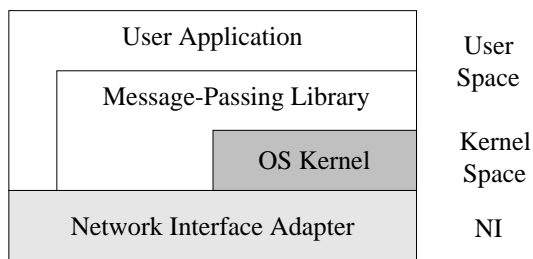 User Application
User
Space
Message-Passing Library
OS Kernel
Kernel
Space
Network Interface Adapter
NI